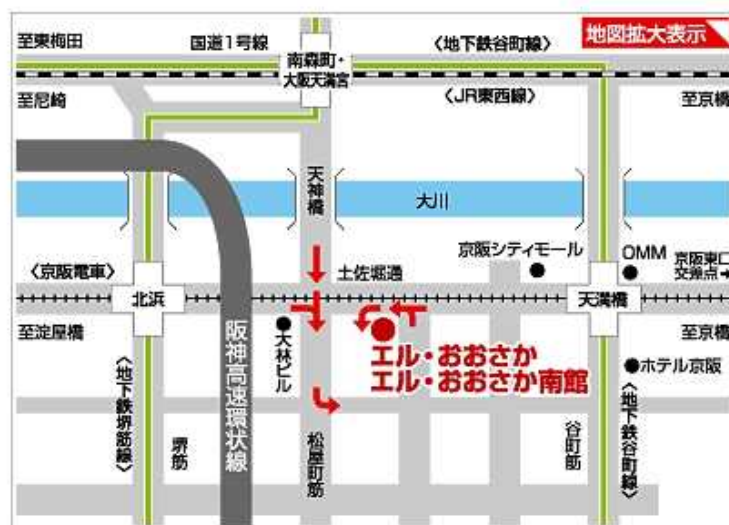 至東梅田
国道1号線
〈地下鉄谷町線〉
地図拡大表示
南森町・
大阪天満宮
至尼崎
〈JR東西線〉
至京橋
天神橋
大川
京阪シティモール
OMM
京阪東口
交差点→
〈京阪電車〉
土佐堀通
北浜
天満橋
至淀屋橋
大林ビル
阪神高速環状線
エル・おおさか
エル・おおさか南館
至京橋
ホテル京阪
〈地下鉄堺筋線〉
堺筋
松屋町筋
谷町筋
〈地下鉄谷町線〉